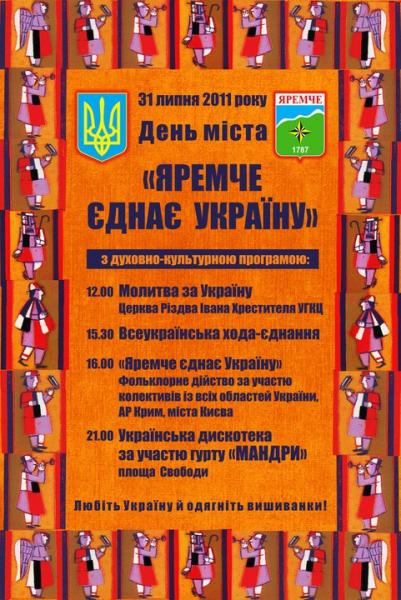 31 липня 2011 року
День міста
ЯРЕМЧЕ
1787
«ЯРЕМЧЕ
ЄДНАЄ УКРАЇНУ»
з духовно-культурною програмою:
12.00 Молитва за Україну
Церква Різдва Івана Хрестителя УГКЦ
15.30 Всеукраїнська хода-єднання
16.00 «Яремче єднає Україну»
Фольклорне дійство за участю
колективів із всіх областей України,
АР Крим, міста Києва
21.00 Українська дискотека
за участю гурту «МАНДРИ»
площа Свободи
Любіть Україну й одягніть вишиванки!